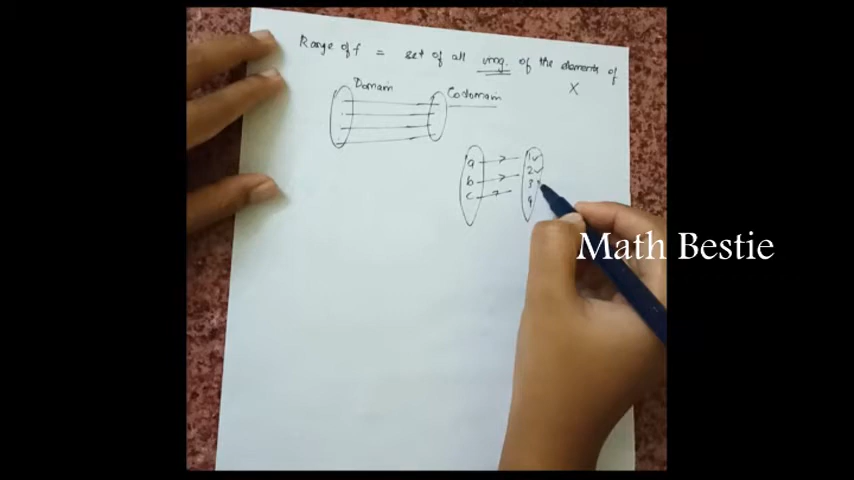 Range of f = set of all img. of the elements of
X
Domain Codomain
a 1
b 2
c 3
4
Math Bestie